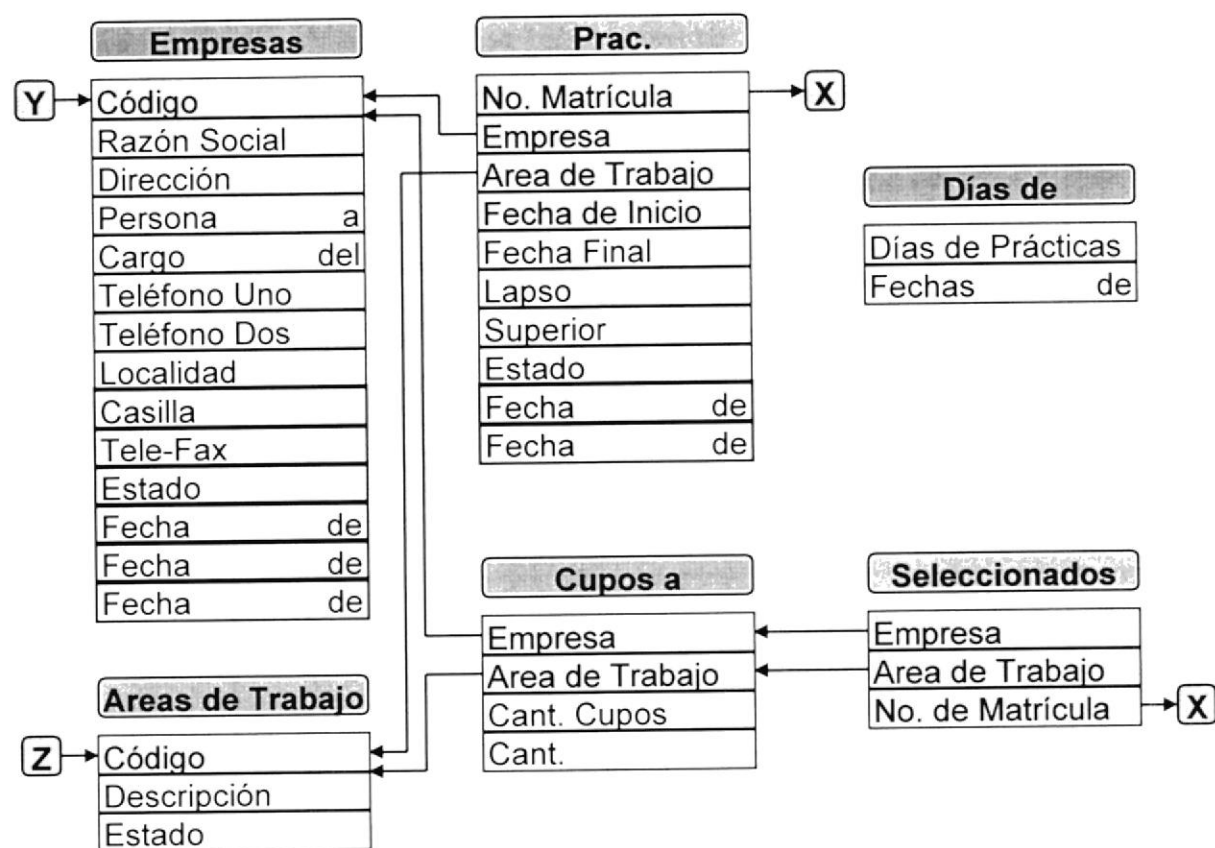 Empresas
Y
Código
Razón Social
Dirección
Persona a
Cargo del
Teléfono Uno
Teléfono Dos
Localidad
Casilla
Tele-Fax
Estado
Fecha de
Fecha de
Fecha de
Prac.
No. Matrícula
X
Empresa
Area de Trabajo
Fecha de Inicio
Fecha Final
Lapso
Superior
Estado
Fecha de
Fecha de
Días de
Días de Prácticas
Fechas de
Cupos a
Empresa
Area de Trabajo
Cant. Cupos
Cant.
Seleccionados
Empresa
Area de Trabajo
No. de Matrícula
X
Areas de Trabajo
Z
Código
Descripción
Estado